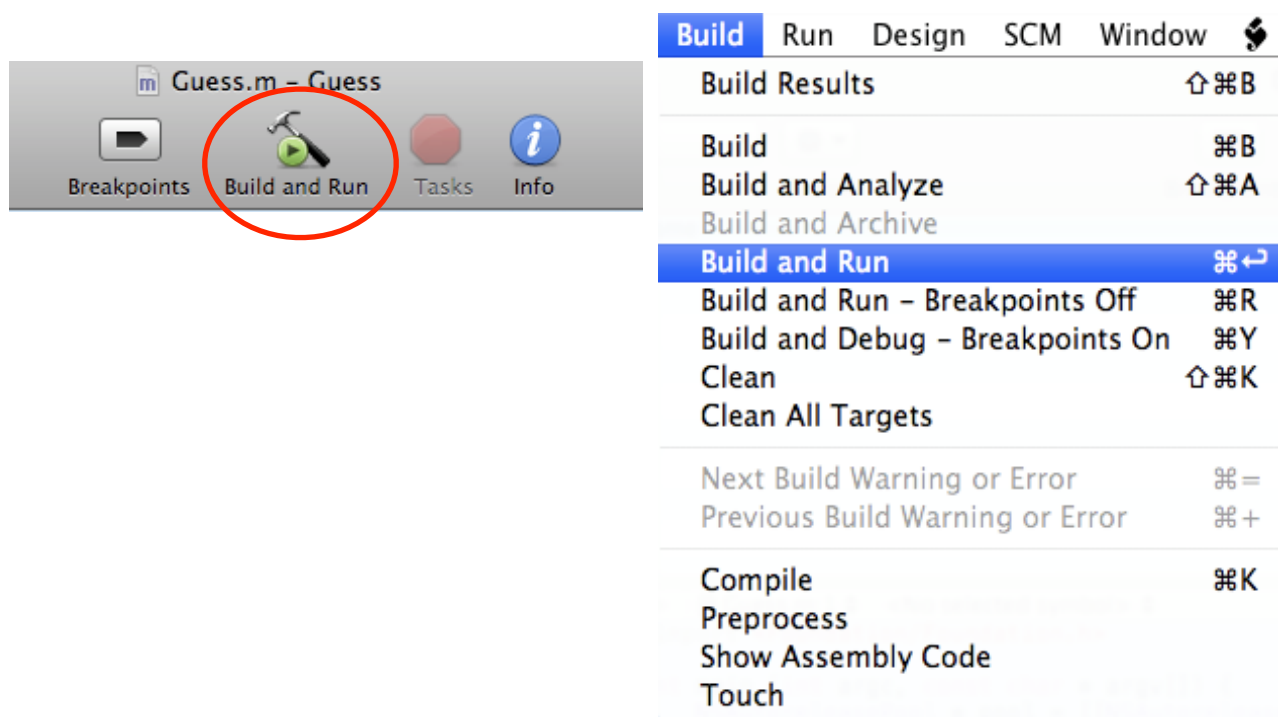 Guess.m – Guess
Breakpoints Build and Run Tasks Info
Build Run Design SCM Window
Build Results ⇧⌘B
Build ⌘B
Build and Analyze ⇧⌘A
Build and Archive
Build and Run ⌘↩
Build and Run – Breakpoints Off ⌘R
Build and Debug – Breakpoints On ⌘Y
Clean ⇧⌘K
Clean All Targets
Next Build Warning or Error ⌘=
Previous Build Warning or Error ⌘+
Compile ⌘K
Preprocess
Show Assembly Code
Touch